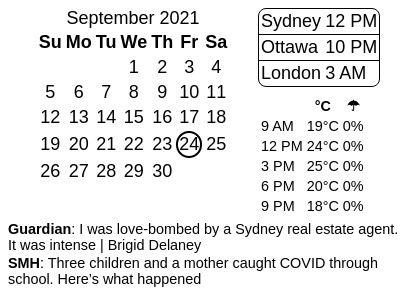 September 2021
Su Mo Tu We Th Fr Sa
1 2 3 4
5 6 7 8 9 10 11
12 13 14 15 16 17 18
19 20 21 22 23 24 25
26 27 28 29 30
Sydney 12 PM
Ottawa 10 PM
London 3 AM
°C ☂
9 AM 19°C 0%
12 PM 24°C 0%
3 PM 25°C 0%
6 PM 20°C 0%
9 PM 18°C 0%
Guardian: I was love-bombed by a Sydney real estate agent.
It was intense | Brigid Delaney
SMH: Three children and a mother caught COVID through
school. Here’s what happened